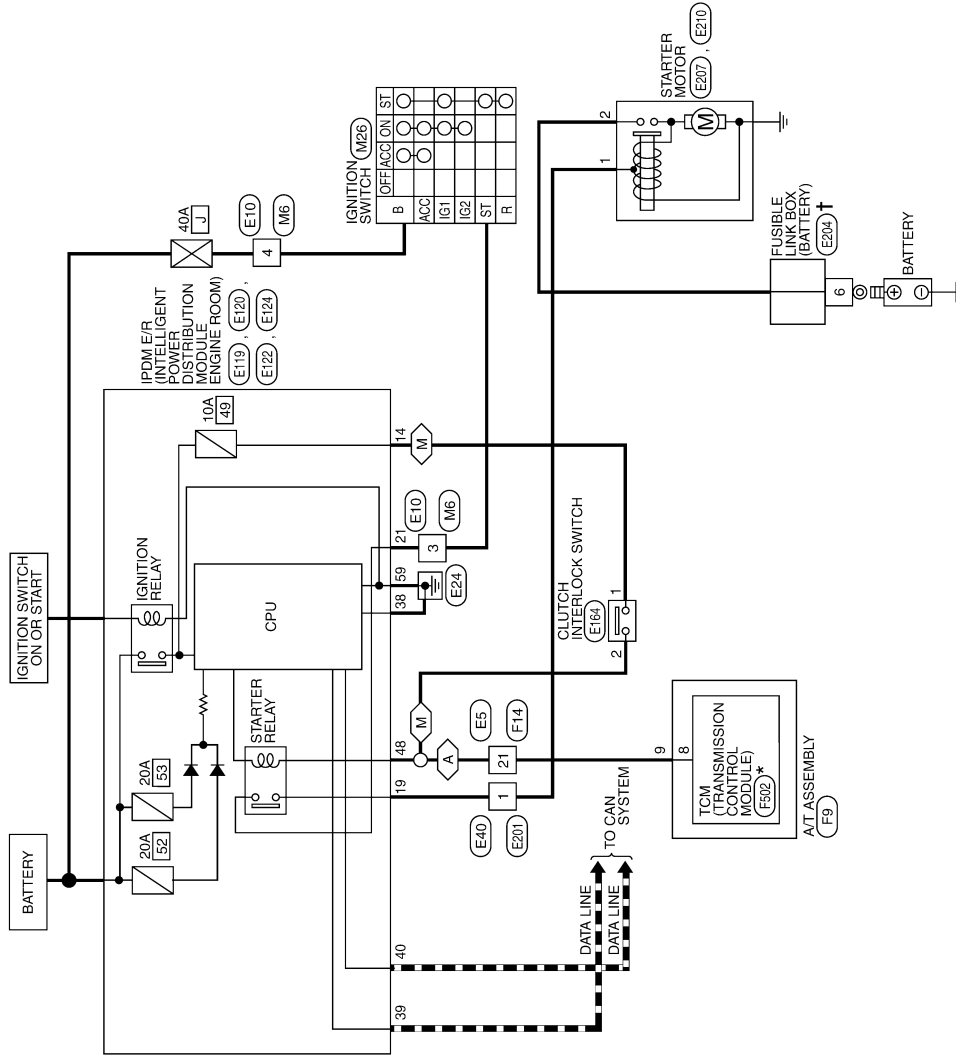 BATTERY
IGNITION SWITCH
ON OR START
40A
J
E10
M6
4
IGNITION
SWITCH
M26
OFF
ACC
ON
ST
B
ACC
IG1
IG2
ST
R
IPDM E/R
(INTELLIGENT
POWER
DISTRIBUTION
MODULE
ENGINE ROOM)
E119 , E120 ,
E122 , E124
20A
52
20A
53
IGNITION
RELAY
10A
49
CPU
STARTER
RELAY
39
40
19
48
38
59
21
14
E24
3
E10
M6
M
M
A
E40
E201
1
E5
F14
21
CLUTCH
INTERLOCK SWITCH
E164
2
1
DATA LINE
DATA LINE
TO CAN
SYSTEM
9
8
TCM
(TRANSMISSION
CONTROL
MODULE)
F502 *
A/T ASSEMBLY
F9
STARTER
MOTOR
E207 , E210
1
2
M
FUSIBLE
LINK BOX
(BATTERY)
E204 †
6
+
−
BATTERY